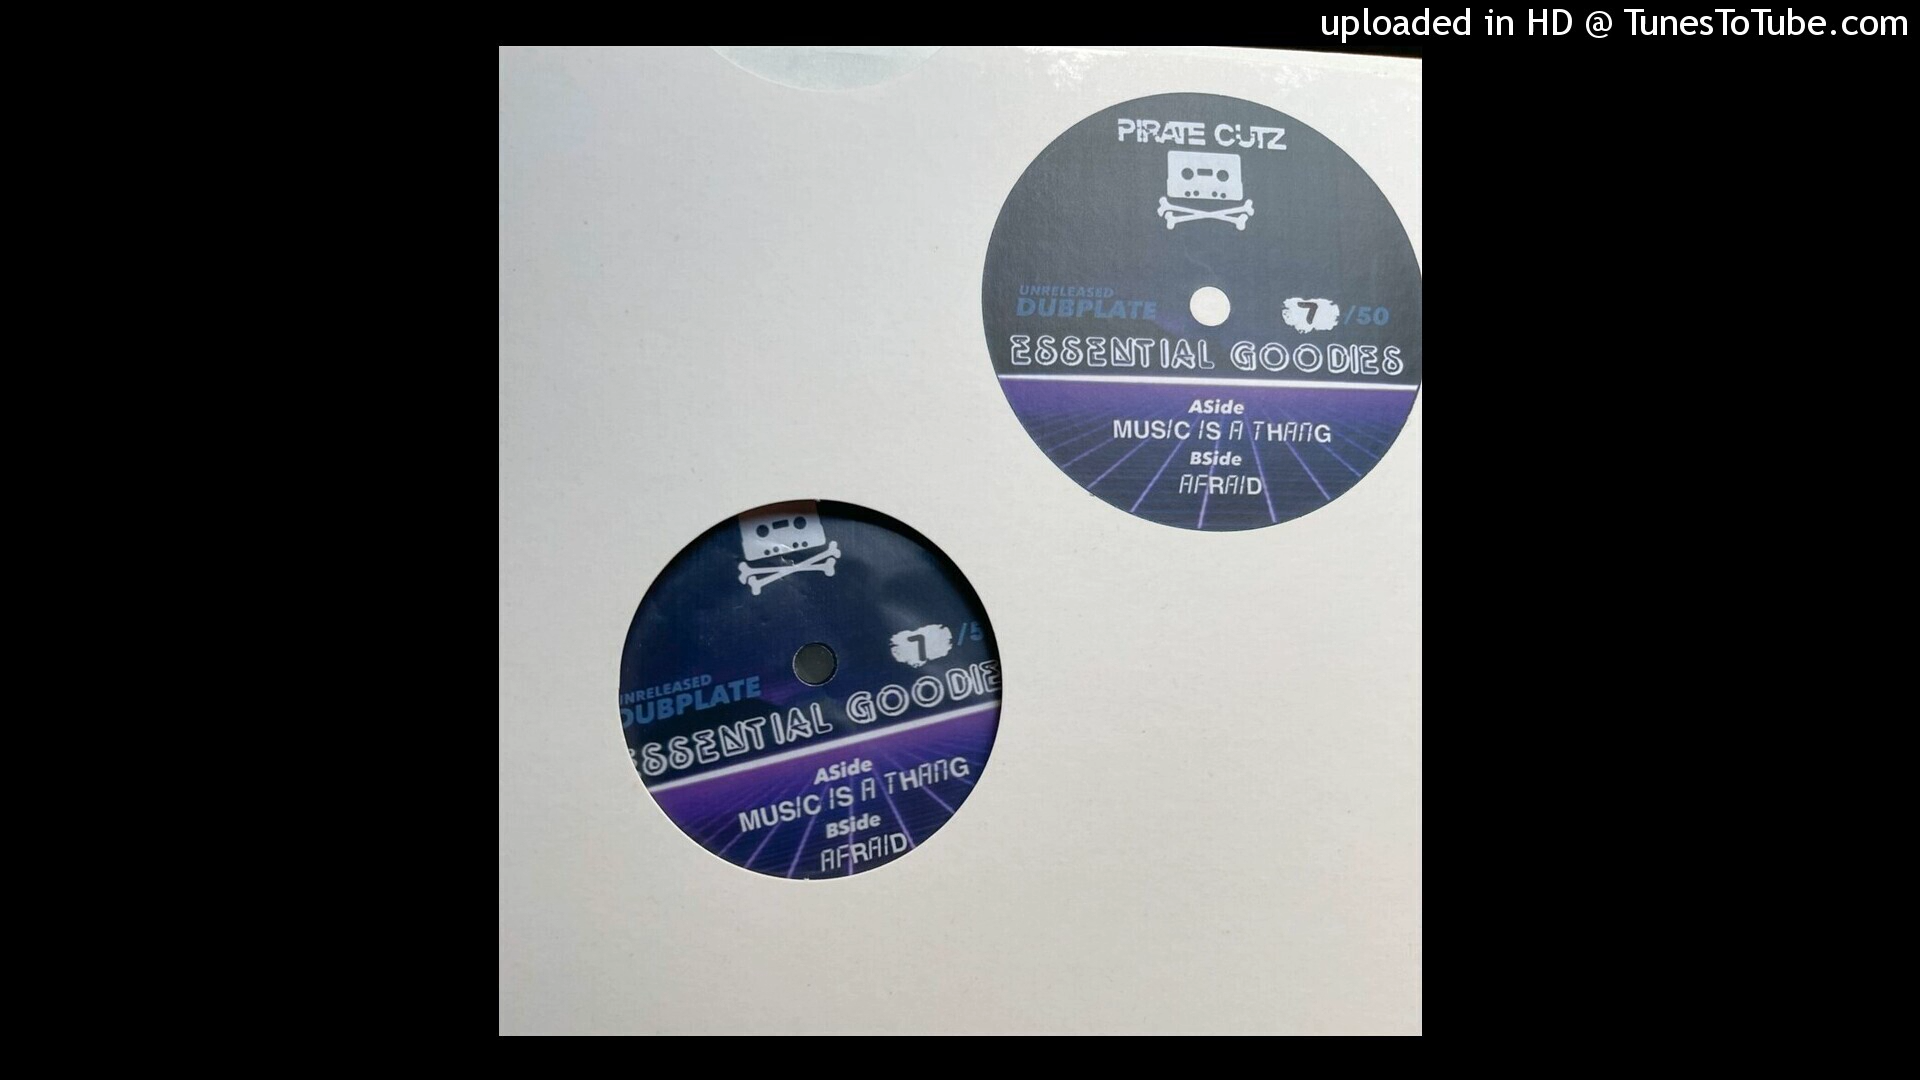 uploaded in HD @ TunesToTube.com
PIRATE CUTZ
UNRELEASED
DUBPLATE
7/50
ESSENTIAL GOODIES
ASide
MUSIC IS A THANG
BSide
AFRAID
7/5
UNRELEASED
DUBPLATE
ESSENTIAL GOODIE
ASide
MUSIC IS A THANG
BSide
AFRAID